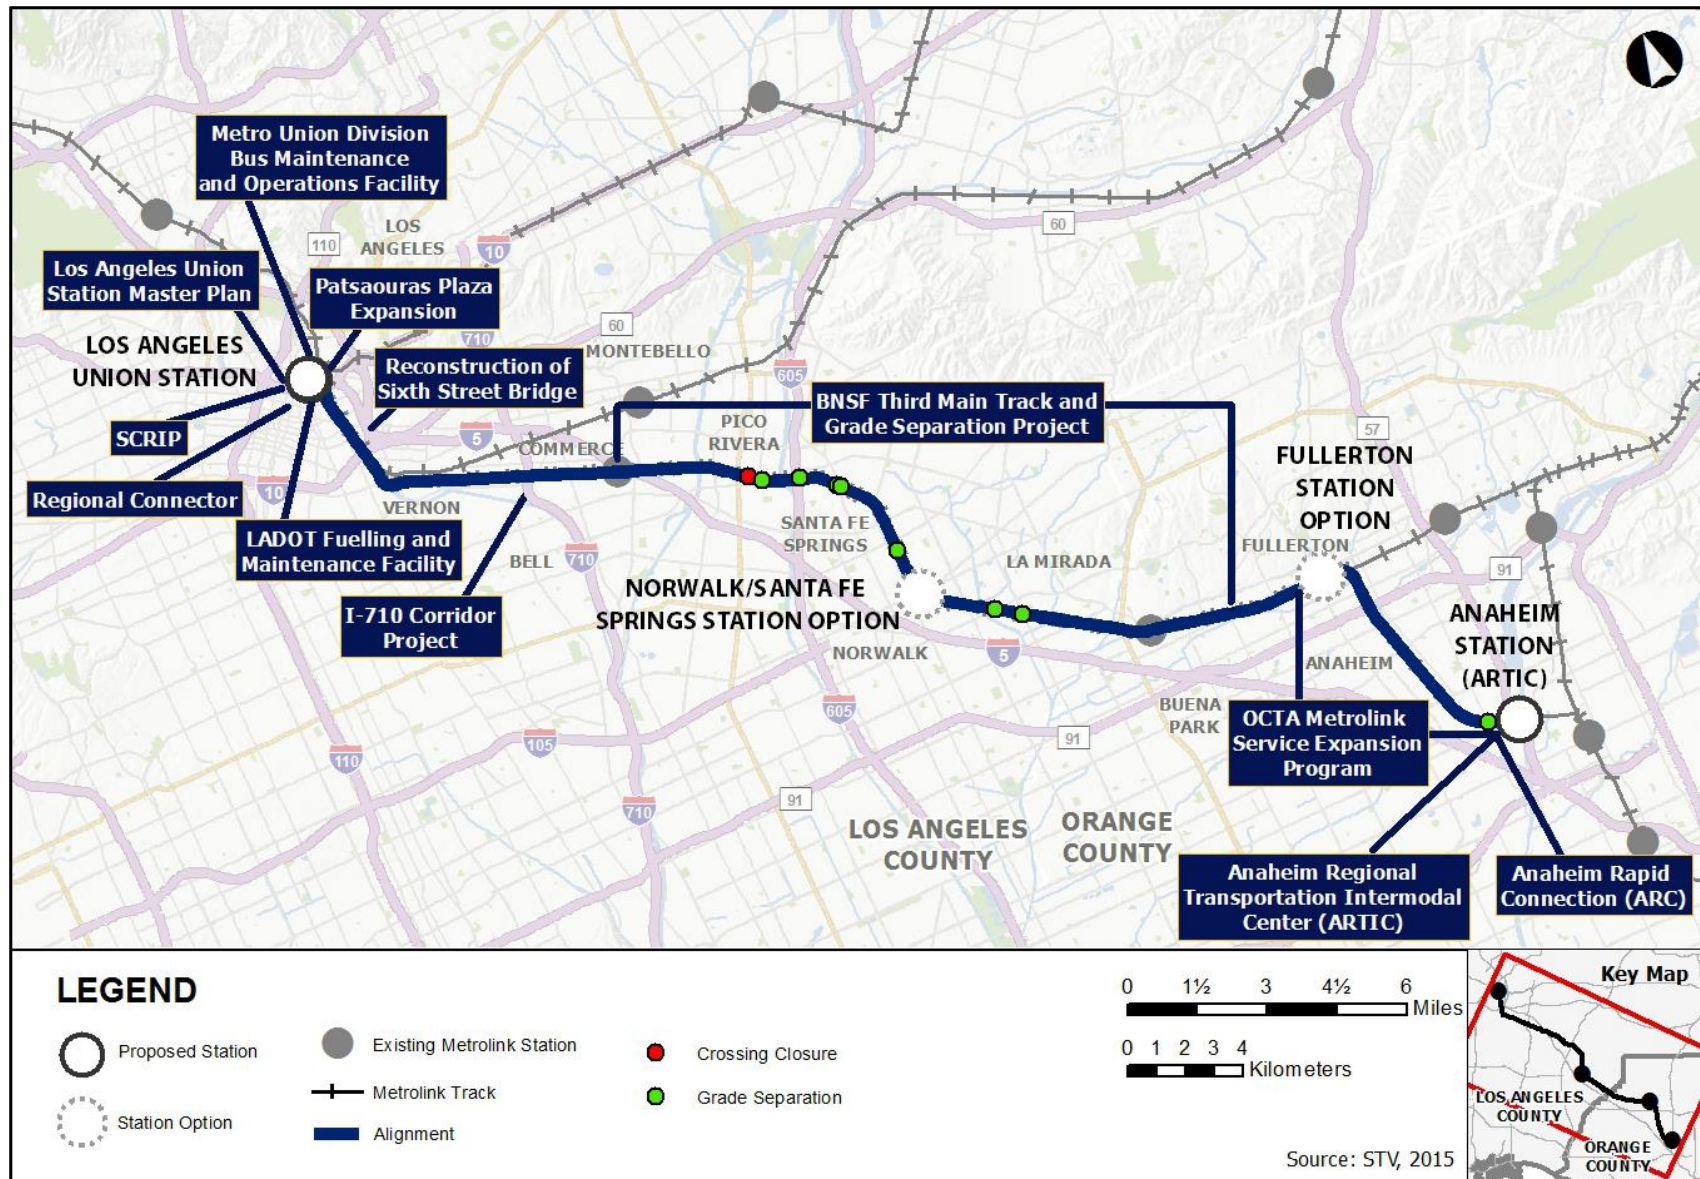 Metro Union Division
Bus Maintenance
and Operations Facility
Los Angeles Union
Station Master Plan
LOS
ANGELES
110
10
60
Patsaouras Plaza
Expansion
LOS ANGELES
UNION STATION
60
710
MONTEBELLO
Reconstruction of
Sixth Street Bridge
605
SCRIP
5
COMMERCE
PICO
RIVERA
BNSF Third Main Track and
Grade Separation Project
57
FULLERTON
STATION
OPTION
FULLERTON
Regional Connector
10
VERNON
LADOT Fuelling and
Maintenance Facility
BELL
710
SANTA FE
SPRINGS
LA MIRADA
91
NORWALK/SANTA FE
SPRINGS STATION OPTION
I-710 Corridor
Project
NORWALK
5
ANAHEIM
STATION
(ARTIC)
ANAHEIM
BUENA
PARK
605
105
110
91
OCTA Metrolink
Service Expansion
Program
710
91
LOS ANGELES
COUNTY
ORANGE
COUNTY
Anaheim Regional
Transportation Intermodal
Center (ARTIC)
Anaheim Rapid
Connection (ARC)
LEGEND
Proposed Station
Station Option
Existing Metrolink Station
Metrolink Track
Alignment
Crossing Closure
Grade Separation
0 1½ 3 4½ 6
Miles
0 1 2 3 4
Kilometers
Source: STV, 2015
Key Map
LOS ANGELES
COUNTY
ORANGE
COUNTY